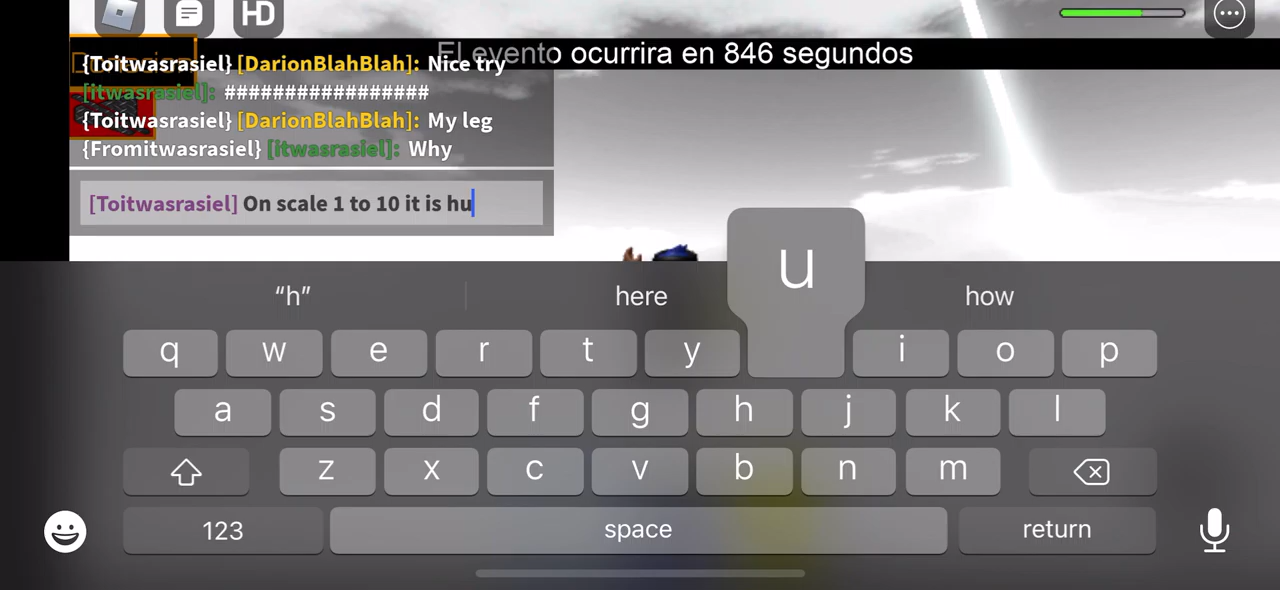 HD
El evento ocurrira en 846 segundos
{Toitwasrasiel} [DarionBlahBlah]: Nice try
[itwasrasiel]: #################
{Toitwasrasiel} [DarionBlahBlah]: My leg
{Fromitwasrasiel} [itwasrasiel]: Why
[Toitwasrasiel] On scale 1 to 10 it is hu
“h” here how
u
q w e r t y i o p
a s d f g h j k l
z x c v b n m
123 space return